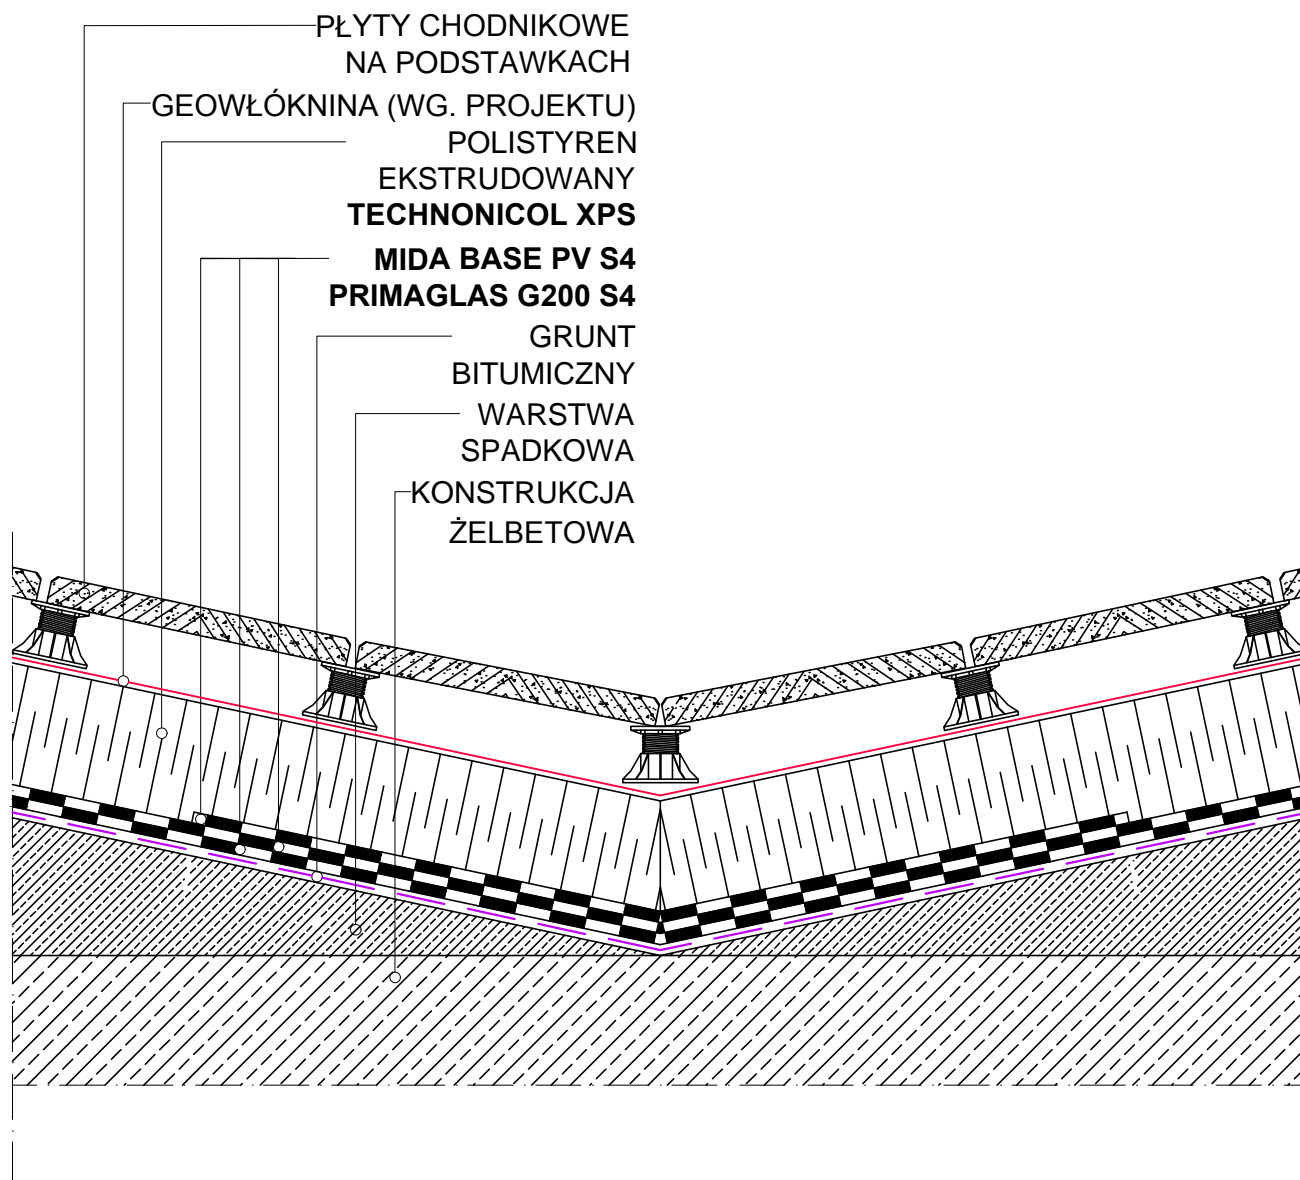 PŁYTY CHODNIKOWE
NA PODSTAWKACH
GEOWŁÓKNINA (WG. PROJEKTU)
POLISTYREN
EKSTRUDOWANY
TECHNONICOL XPS
MIDA BASE PV S4
PRIMAGLAS G200 S4
GRUNT
BITUMICZNY
WARSTWA
SPADKOWA
KONSTRUKCJA
ŻELBETOWA